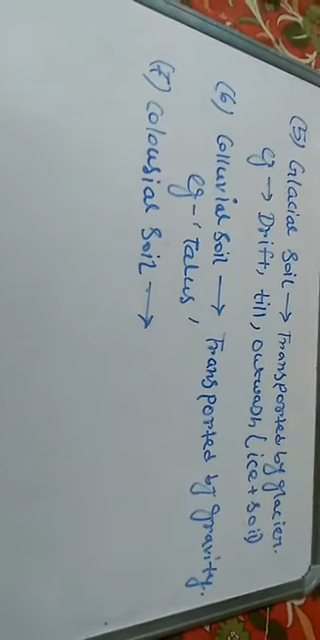 (5) Glacial Soil → Transported by glacier.
eg → Drift, till, outwash (ice+soil)
(6) Colluvial Soil → Transported by gravity.
eg - Talus,
(7) Colousial Soil →